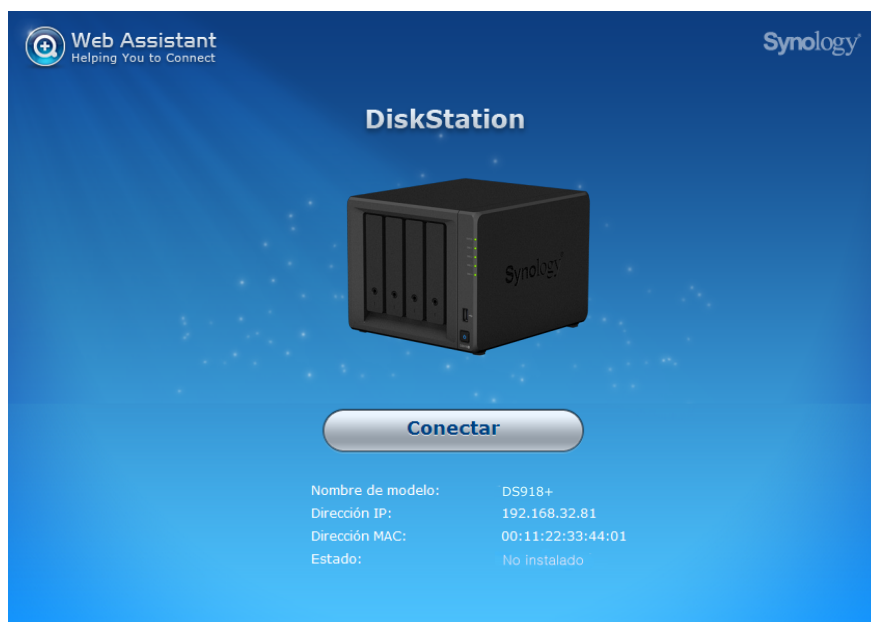 Web Assistant
Helping You to Connect
Synology
DiskStation
Synology
Conectar
Nombre de modelo: DS918+
Dirección IP: 192.168.32.81
Dirección MAC: 00:11:22:33:44:01
Estado: No instalado